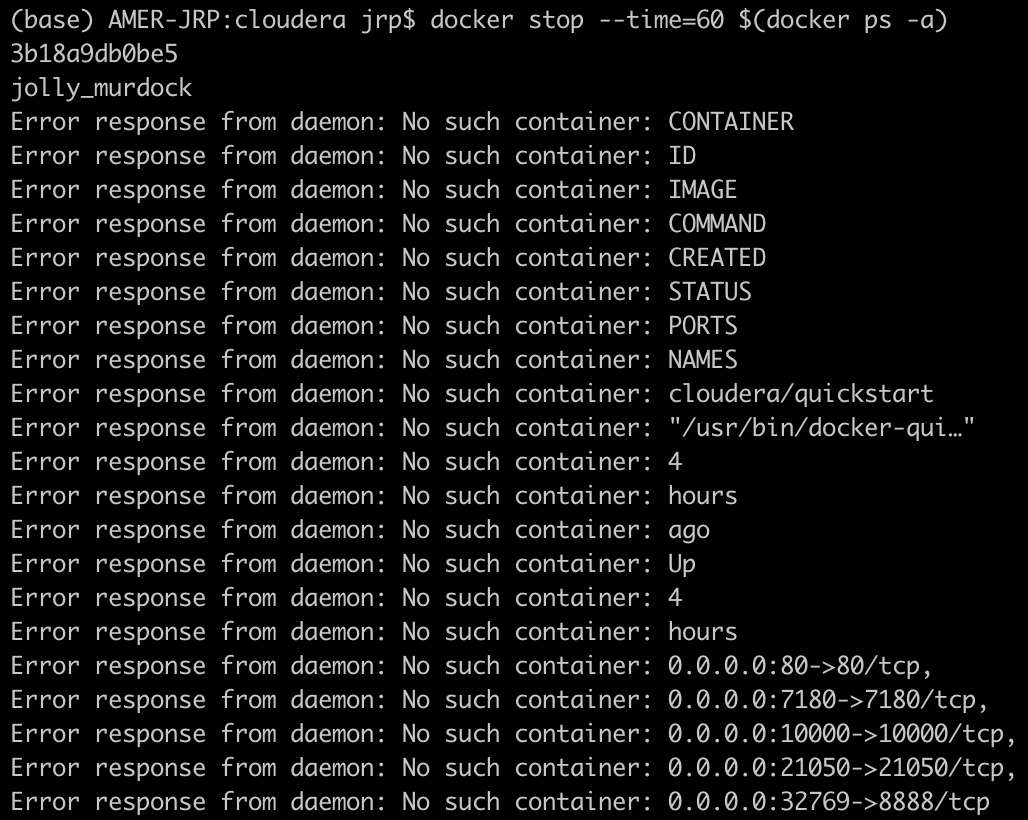 (base) AMER-JRP:cloudera jrp$ docker stop --time=60 $(docker ps -a)
3b18a9db0be5
jolly_murdock
Error response from daemon: No such container: CONTAINER
Error response from daemon: No such container: ID
Error response from daemon: No such container: IMAGE
Error response from daemon: No such container: COMMAND
Error response from daemon: No such container: CREATED
Error response from daemon: No such container: STATUS
Error response from daemon: No such container: PORTS
Error response from daemon: No such container: NAMES
Error response from daemon: No such container: cloudera/quickstart
Error response from daemon: No such container: "/usr/bin/docker-qui…"
Error response from daemon: No such container: 4
Error response from daemon: No such container: hours
Error response from daemon: No such container: ago
Error response from daemon: No such container: Up
Error response from daemon: No such container: 4
Error response from daemon: No such container: hours
Error response from daemon: No such container: 0.0.0.0:80->80/tcp,
Error response from daemon: No such container: 0.0.0.0:7180->7180/tcp,
Error response from daemon: No such container: 0.0.0.0:10000->10000/tcp,
Error response from daemon: No such container: 0.0.0.0:21050->21050/tcp,
Error response from daemon: No such container: 0.0.0.0:32769->8888/tcp